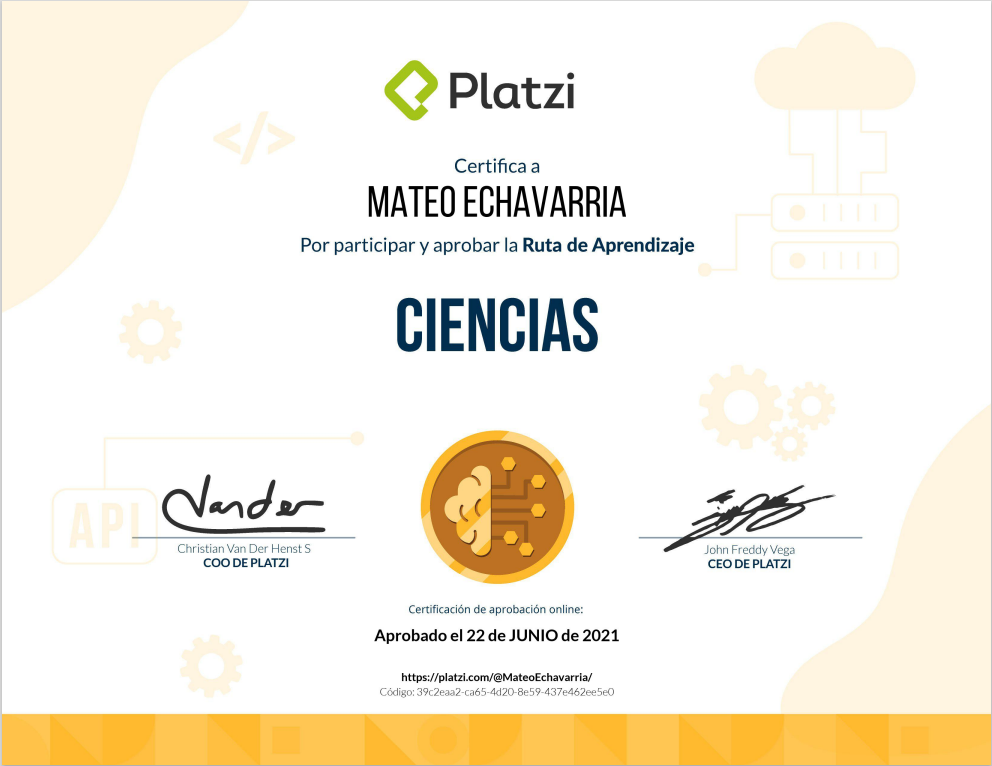 Platzi
</>
Certifica a
MATEO ECHAVARRIA
Por participar y aprobar la Ruta de Aprendizaje
CIENCIAS
API
Vander
Christian Van Der Henst S
COO DE PLATZI
John Freddy Vega
CEO DE PLATZI
Certificación de aprobación online:
Aprobado el 22 de JUNIO de 2021
https://platzi.com/@MateoEchavarria/
Código: 39c2eaa2-ca65-4d20-8e59-437e462ee5e0